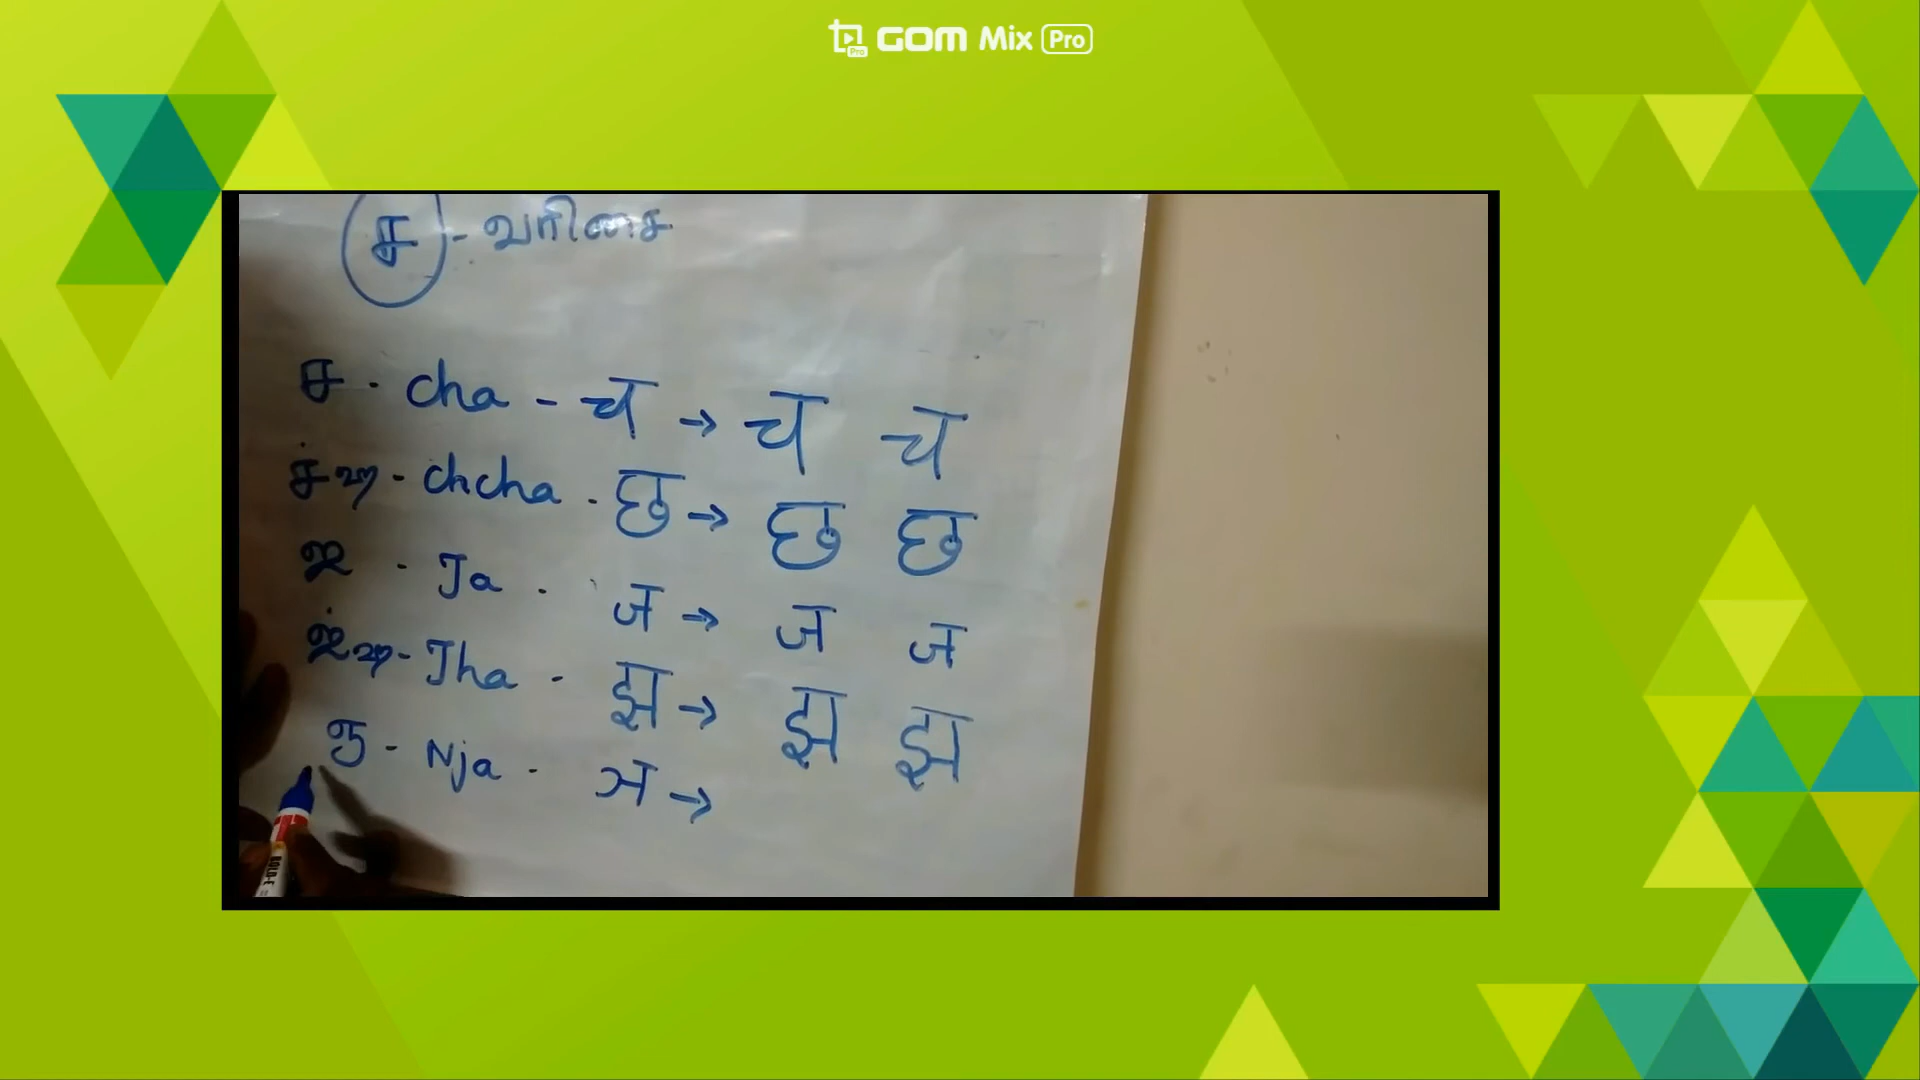 GOM Mix Pro
ச - வரிசை
ச - cha - च → च च
ச்ஹ - chcha - छ → छ छ
ஜ - Ja - ज → ज ज
ஜ்ஹ - Jha - झ → झ झ
ஞ - Nja - ञ →